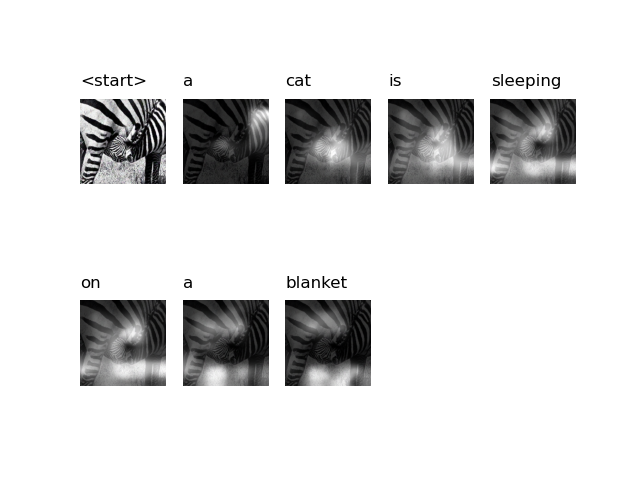 <start> a cat is sleeping
on a blanket